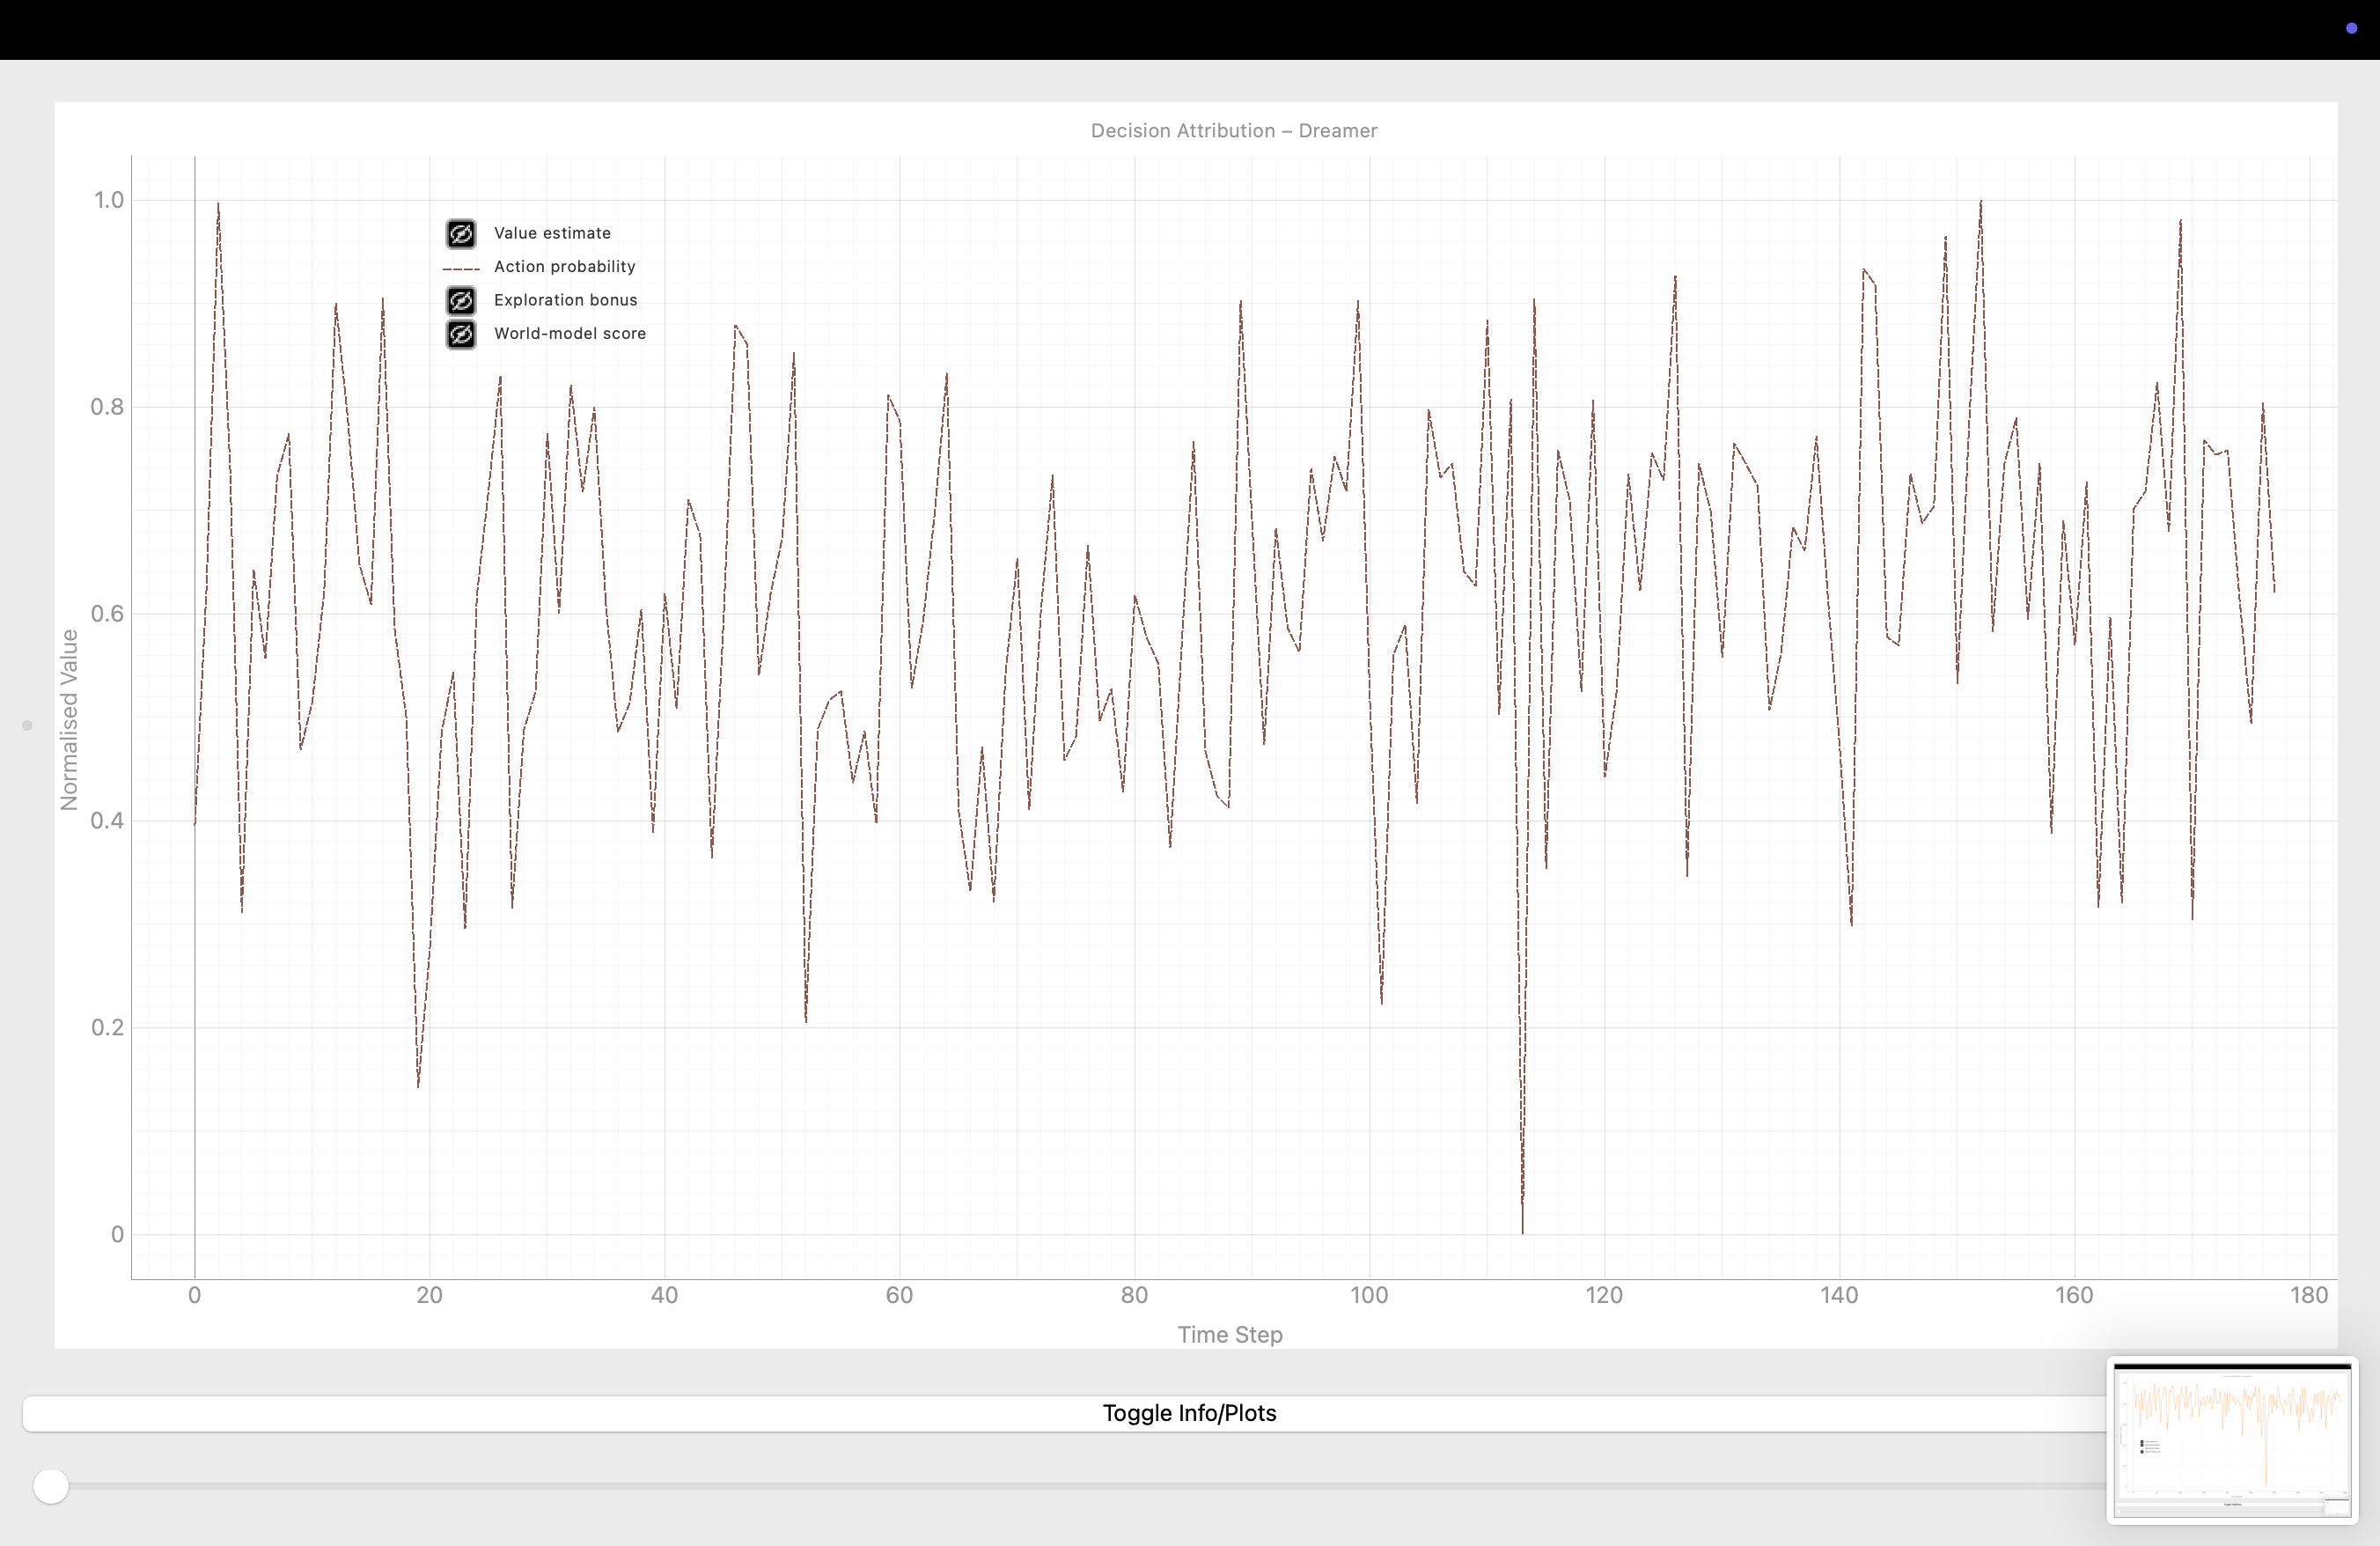 Decision Attribution – Dreamer
Value estimate
Action probability
Exploration bonus
World-model score
Normalised Value
1.0
0.8
0.6
0.4
0.2
0
0 20 40 60 80 100 120 140 160 180
Time Step
Toggle Info/Plots